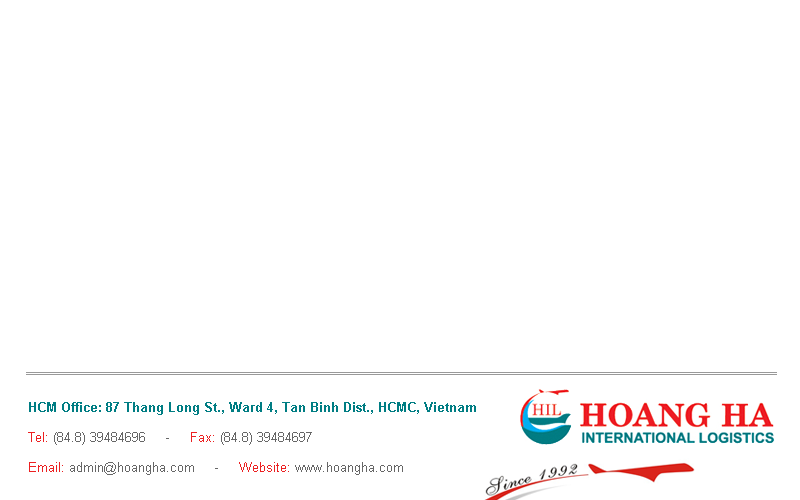 HCM Office: 87 Thang Long St., Ward 4, Tan Binh Dist., HCMC, Vietnam
Tel: (84.8) 39484696 - Fax: (84.8) 39484697
Email: admin@hoangha.com - Website: www.hoangha.com
HIL
HOANG HA
INTERNATIONAL LOGISTICS
Since 1992